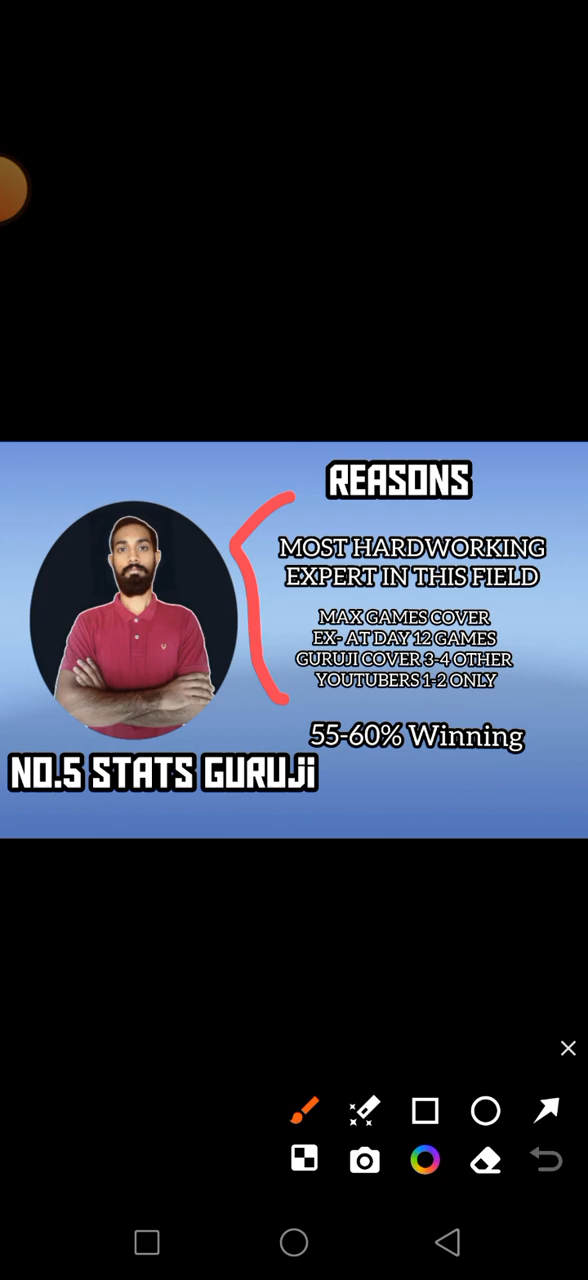 REASONS
MOST HARDWORKING
EXPERT IN THIS FIELD
MAX GAMES COVER
EX- AT DAY 12 GAMES
GURUJI COVER 3-4 OTHER
YOUTUBERS 1-2 ONLY
55-60% Winning
NO.5 STATS GURUJi